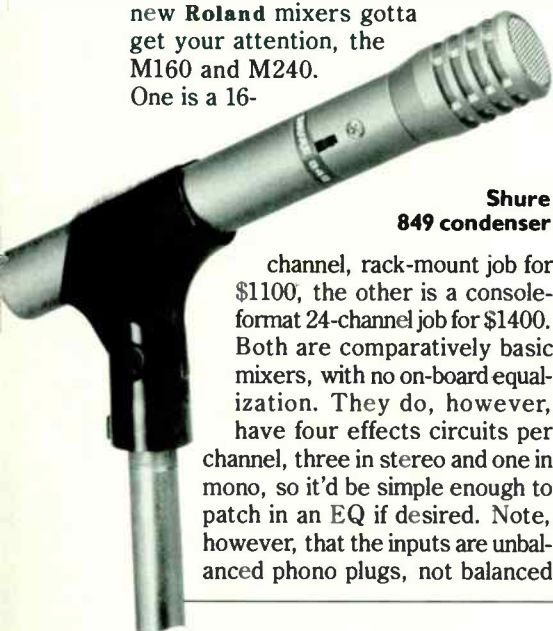 new Roland mixers gotta
get your attention, the
M160 and M240.
One is a 16-
Shure
849 condenser
channel, rack-mount job for
$1100, the other is a console-
format 24-channel job for $1400.
Both are comparatively basic
mixers, with no on-board equal-
ization. They do, however,
have four effects circuits per
channel, three in stereo and one in
mono, so it'd be simple enough to
patch in an EQ if desired. Note,
however, that the inputs are unbal-
anced phono plugs, not balanced
SHURE 849